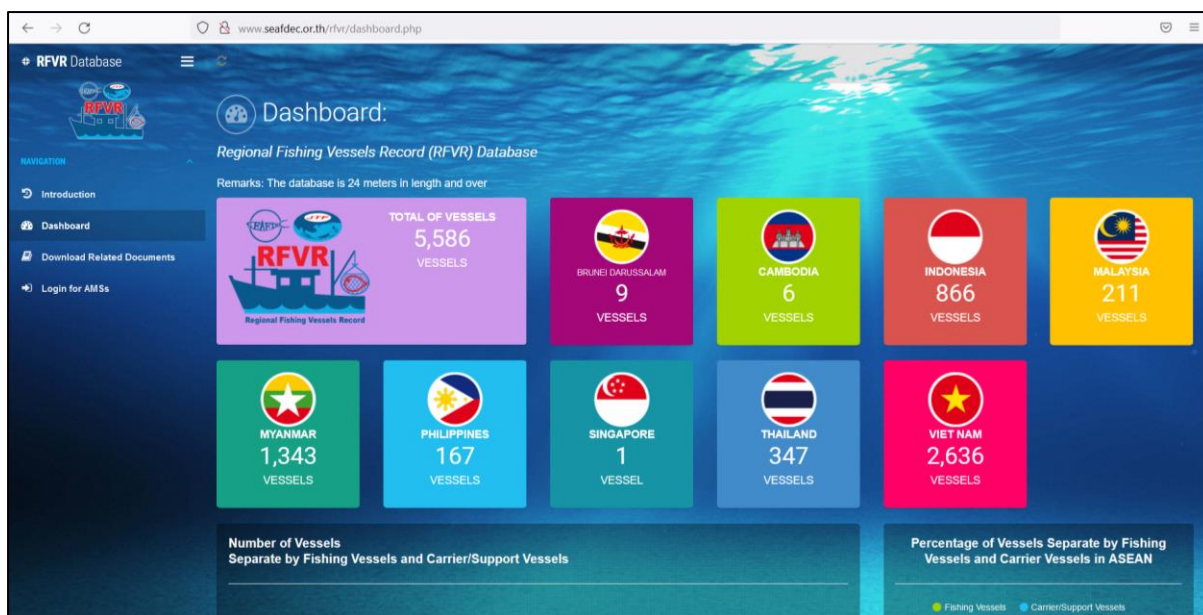 www.seafdec.or.th/rfvr/dashboard.php
RFVR Database
RFVR
NAVIGATION
Introduction
Dashboard
Download Related Documents
Login for AMSs
Dashboard:
Regional Fishing Vessels Record (RFVR) Database
Remarks: The database is 24 meters in length and over
SEAFDEC
JTF
RFVR
Regional Fishing Vessels Record
TOTAL OF VESSELS
5,586
VESSELS
BRUNEI DARUSSALAM
9
VESSELS
CAMBODIA
6
VESSELS
INDONESIA
866
VESSELS
MALAYSIA
211
VESSELS
MYANMAR
1,343
VESSELS
PHILIPPINES
167
VESSELS
SINGAPORE
1
VESSEL
THAILAND
347
VESSELS
VIET NAM
2,636
VESSELS
Number of Vessels
Separate by Fishing Vessels and Carrier/Support Vessels
Percentage of Vessels Separate by Fishing
Vessels and Carrier Vessels in ASEAN
Fishing Vessels Carrier/Support Vessels